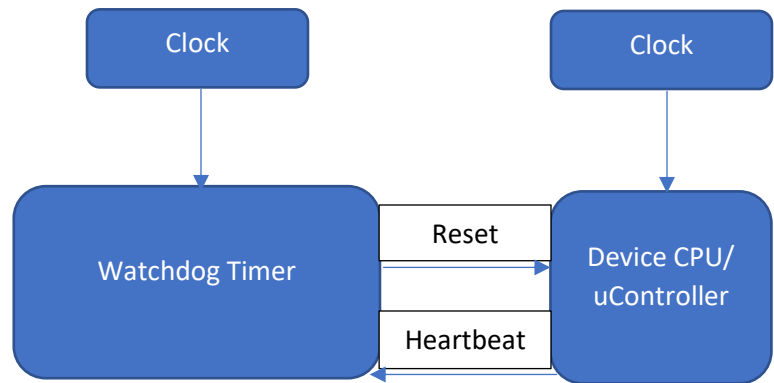 Clock
Clock
Watchdog Timer
Reset
Device CPU/
uController
Heartbeat